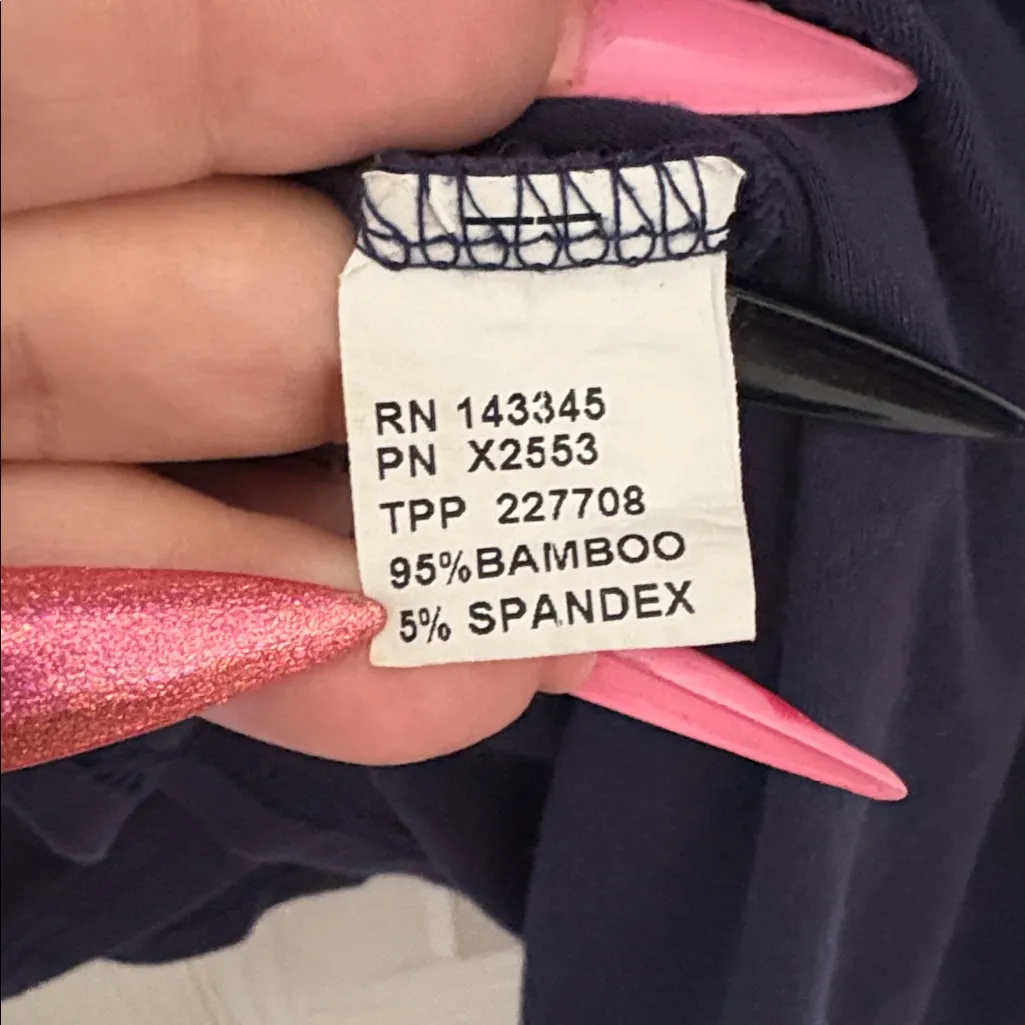 RN 143345
PN X2553
TPP 227708
95%BAMBOO
5% SPANDEX